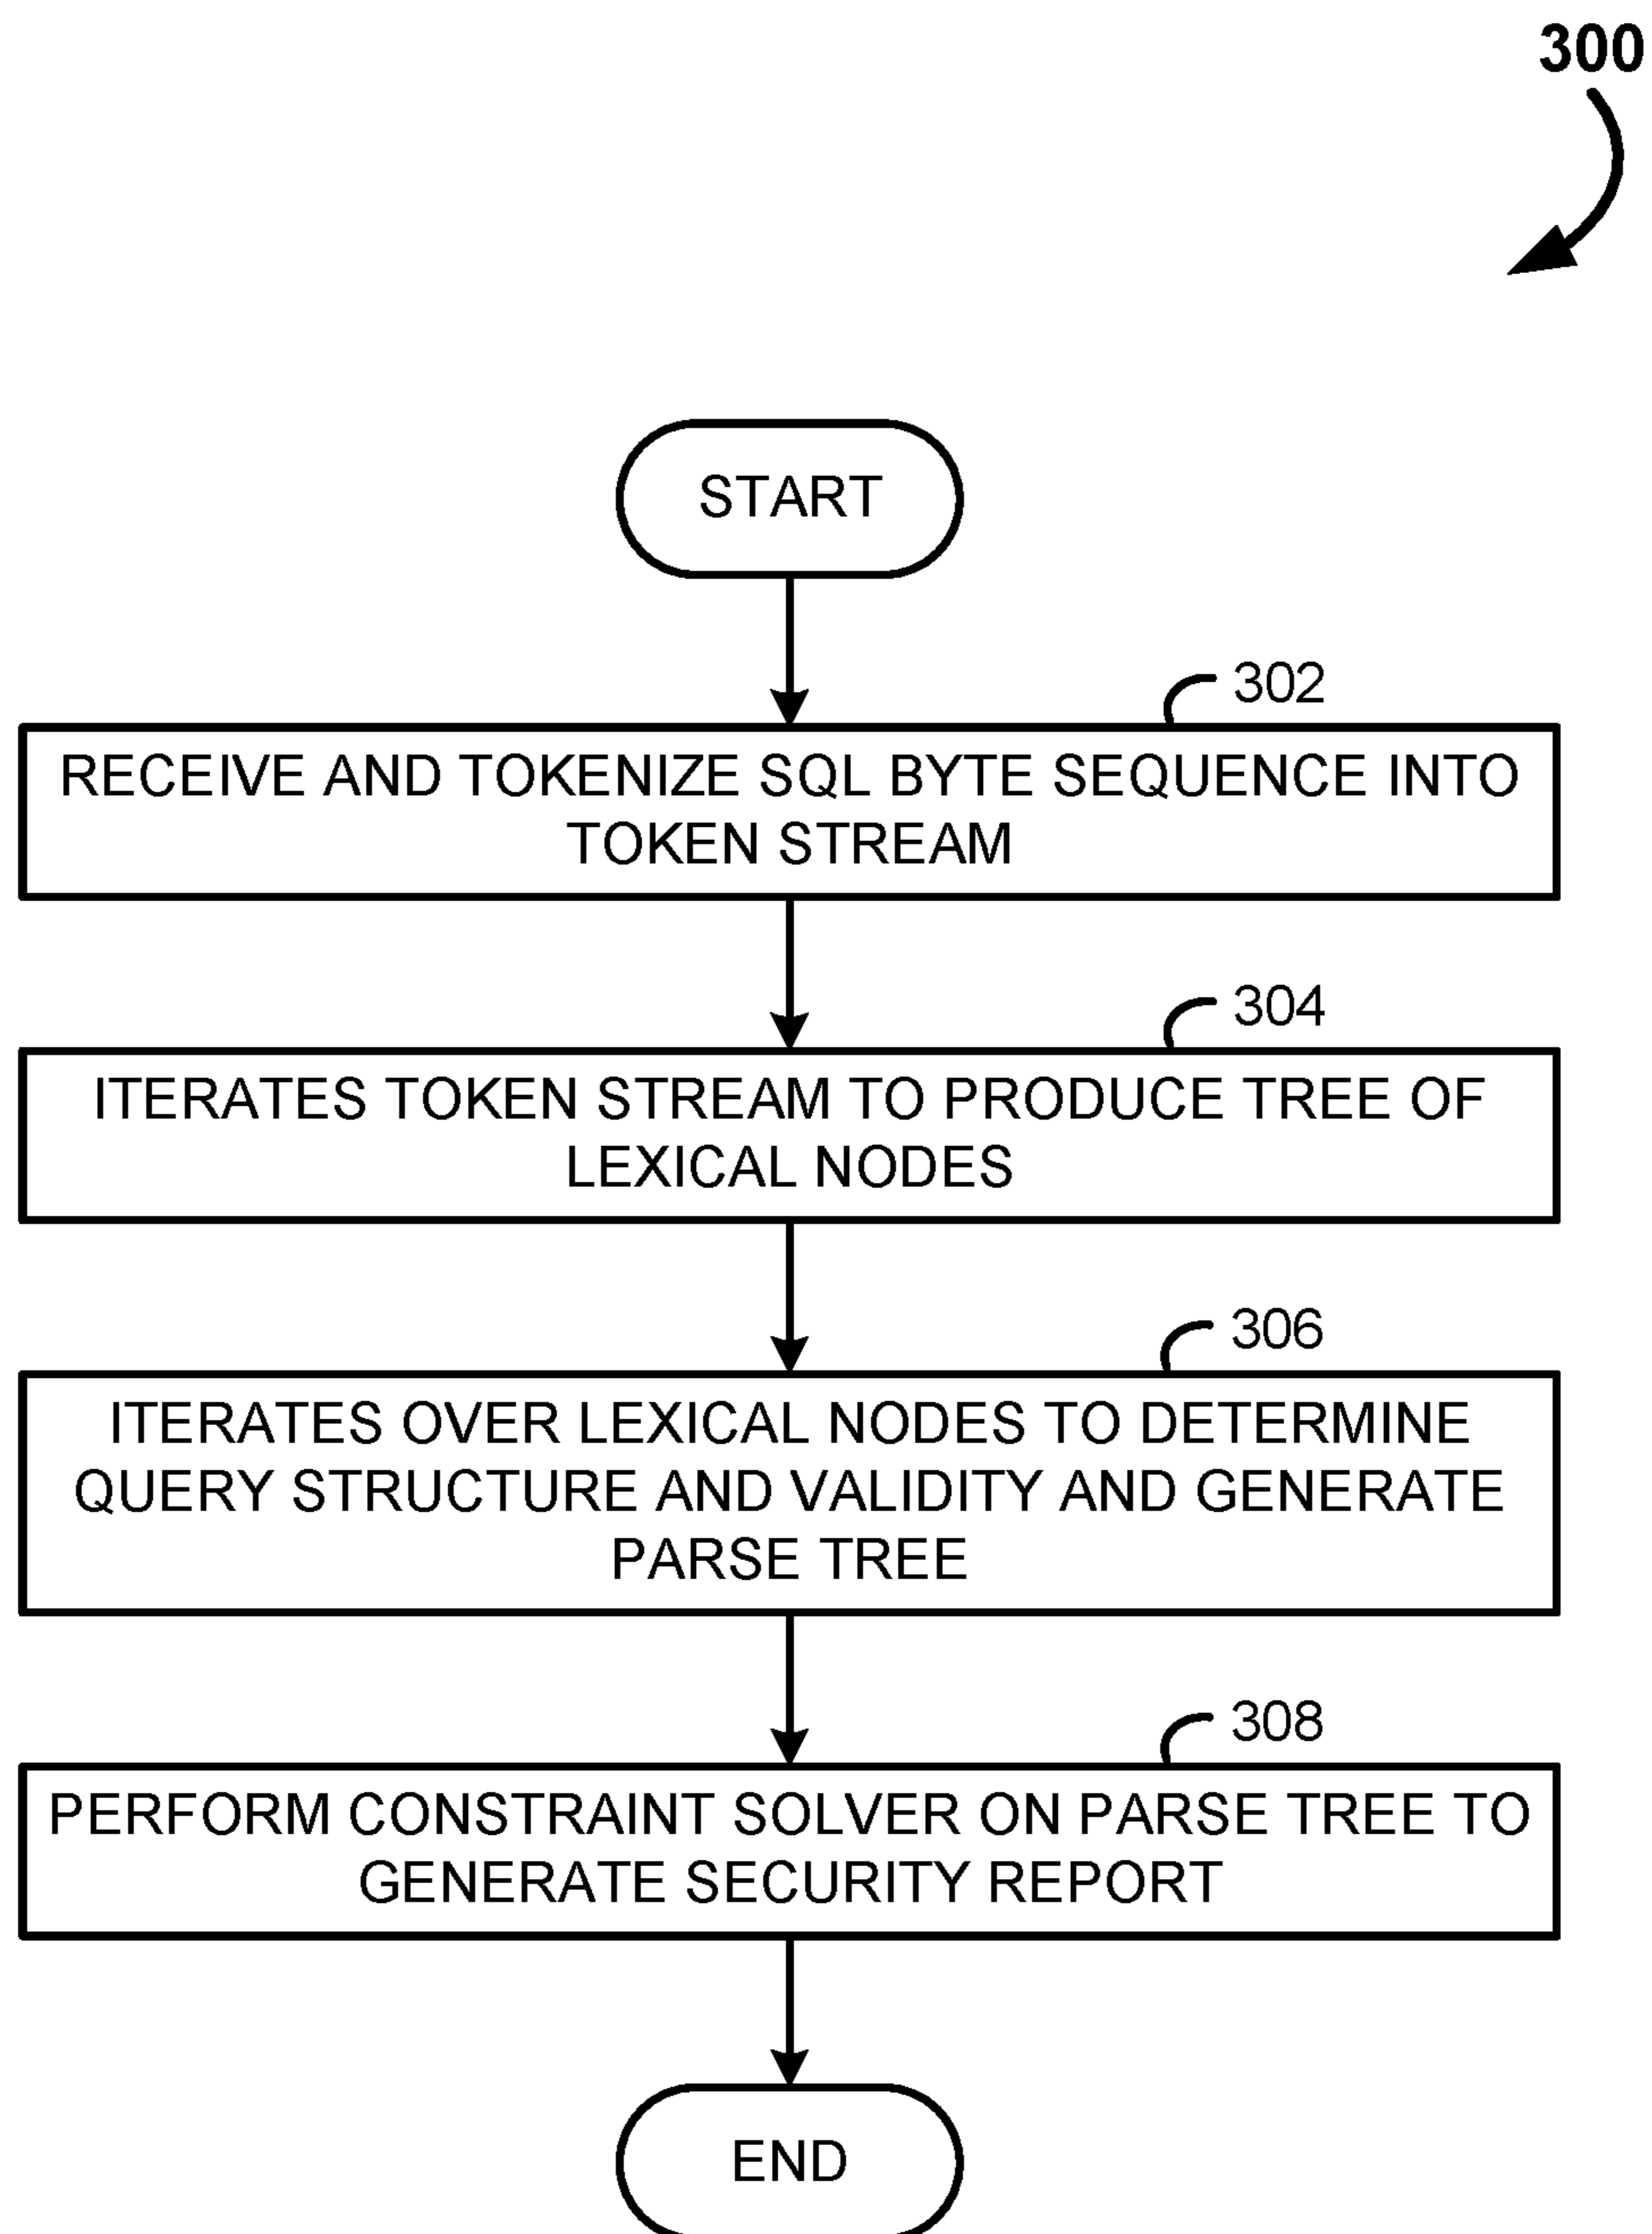 300
START
302
RECEIVE AND TOKENIZE SQL BYTE SEQUENCE INTO
TOKEN STREAM
304
ITERATES TOKEN STREAM TO PRODUCE TREE OF
LEXICAL NODES
306
ITERATES OVER LEXICAL NODES TO DETERMINE
QUERY STRUCTURE AND VALIDITY AND GENERATE
PARSE TREE
308
PERFORM CONSTRAINT SOLVER ON PARSE TREE TO
GENERATE SECURITY REPORT
END